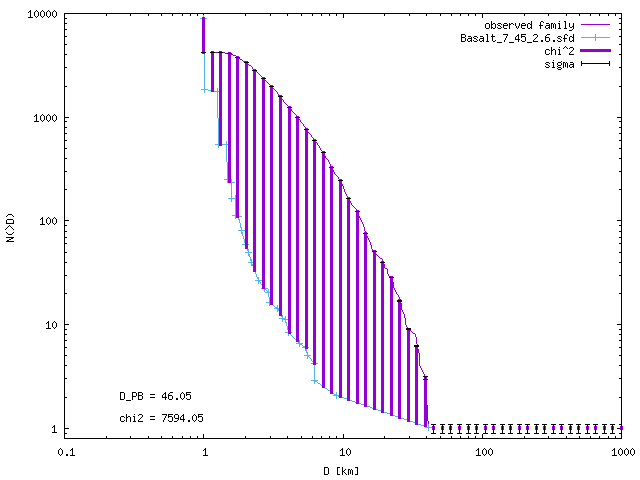 10000
1000
100
10
1
N(>D)
observed family
Basalt_7_45_2.6.sfd
chi^2
sigma
D_PB = 46.05
chi2 = 7594.05
0.1 1 10 100 1000
D [km]